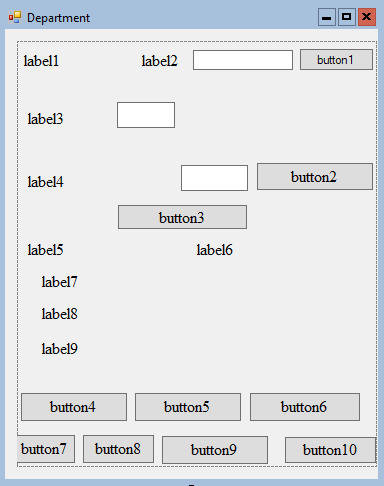 Department
label1 label2 button1
label3
label4 button2
button3
label5 label6
label7
label8
label9
button4 button5 button6
button7 button8 button9 button10